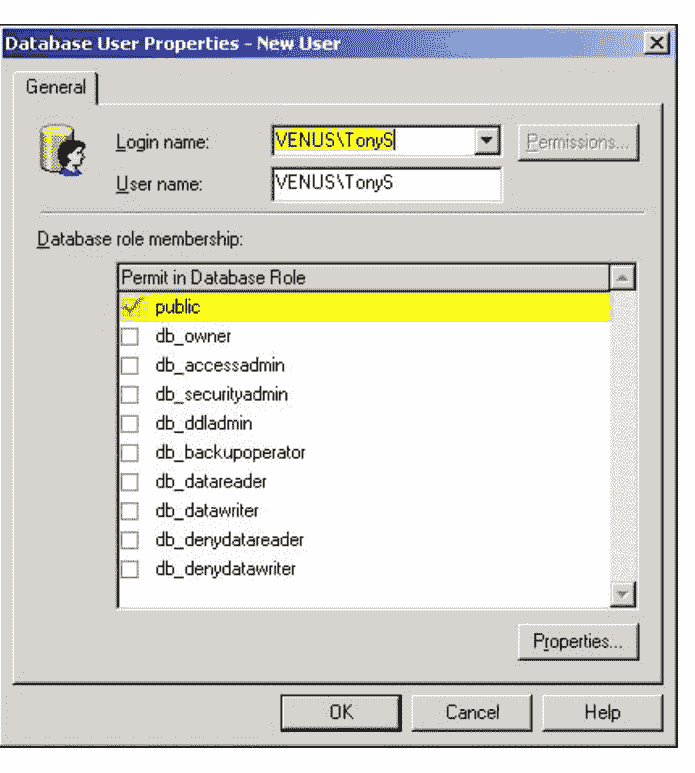 Database User Properties - New User
General
Login name: VENUS\TonyS Permissions...
User name: VENUS\TonyS
Database role membership:
Permit in Database Role
public
db_owner
db_accessadmin
db_securityadmin
db_ddladmin
db_backupoperator
db_datareader
db_datawriter
db_denydatareader
db_denydatawriter
Properties...
OK Cancel Help